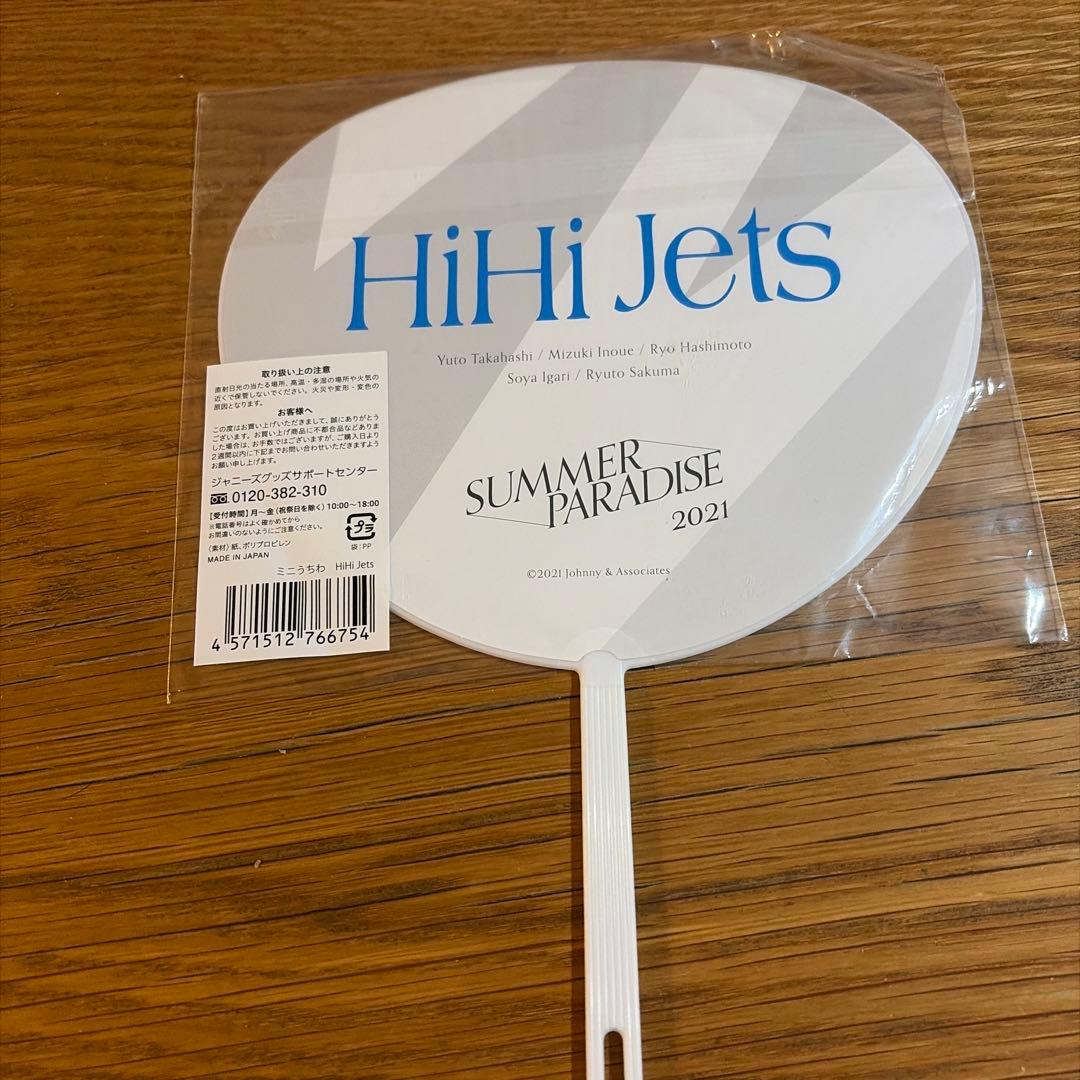 HiHi Jets
Yuto Takahashi / Mizuki Inoue / Ryo Hashimoto
Soya Igari / Ryuto Sakuma
SUMMER
PARADISE
2021
©2021 Johnny & Associates
取り扱い上の注意
直射日光の当たる場所、高温・多湿の場所や火気の
近くで保管しないでください。火災や変形・変色の
原因となります。
お客様へ
この度はお買い上げいただきまして、誠にありがとう
ございます。お買い上げ商品に不都合品などありま
した場合は、お手数ではございますが、ご購入日より
2週間以内に下記までお問い合わせいただきますよう
お願い申し上げます。
ジャニーズグッズサポートセンター
0120-382-310
【受付時間】月〜金(祝祭日を除く)10:00〜18:00
※電話番号はよく確かめてから
お間違いのないようにご注意ください。
〈素材〉紙、ポリプロピレン
MADE IN JAPAN
プラ
袋:PP
ミニうちわ HiHi Jets
4 571512 766754